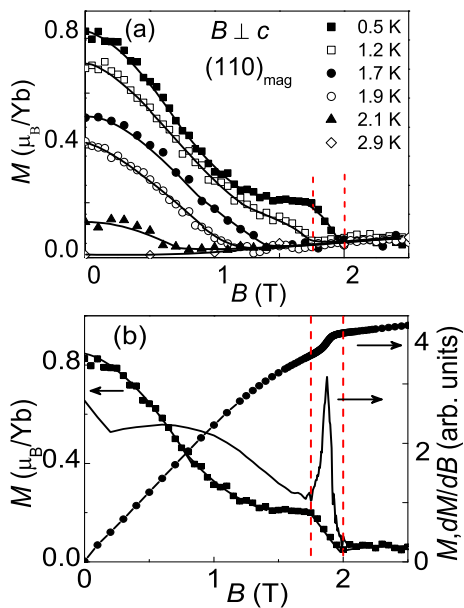 (a)
B ⊥ c
(110)mag
0.5 K
1.2 K
1.7 K
1.9 K
2.1 K
2.9 K
M (μB/Yb)
0.8
0.4
0.0
0
1
2
B (T)
(b)
M (μB/Yb)
0.8
0.4
0.0
4
2
0
M,dM/dB (arb. units)
0
1
2
B (T)